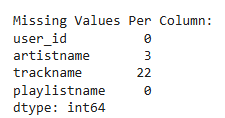 Missing Values Per Column:
user_id 0
artistname 3
trackname 22
playlistname 0
dtype: int64